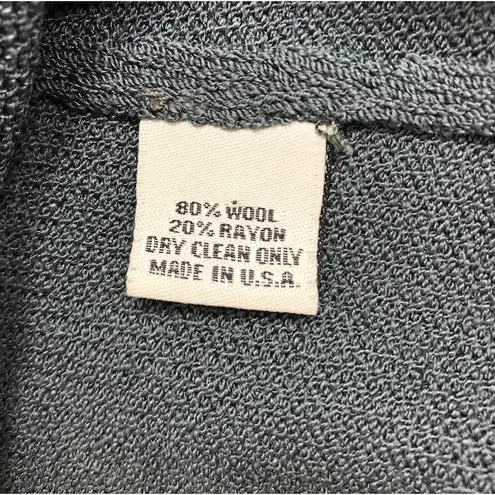 80% WOOL
20% RAYON
DRY CLEAN ONLY
MADE IN U.S.A.